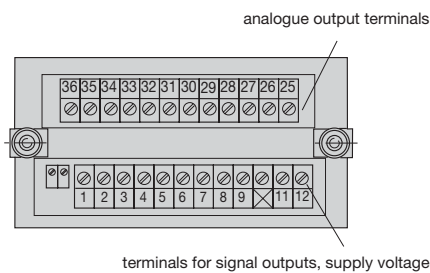 analogue output terminals
36 35 34 33 32 31 30 29 28 27 26 25
1 2 3 4 5 6 7 8 9 11 12
terminals for signal outputs, supply voltage